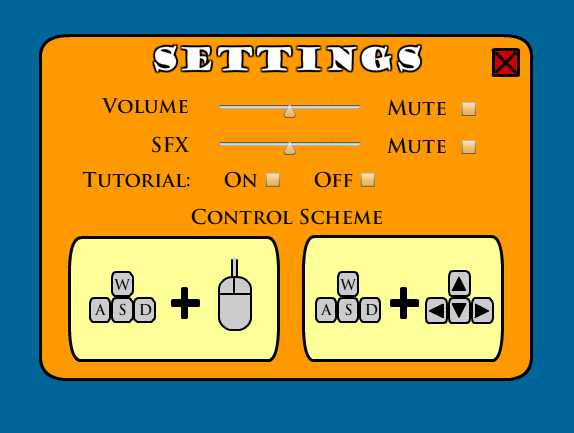 SETTINGS
Volume Mute
SFX Mute
Tutorial: On Off
Control Scheme
W W
A S D A S D